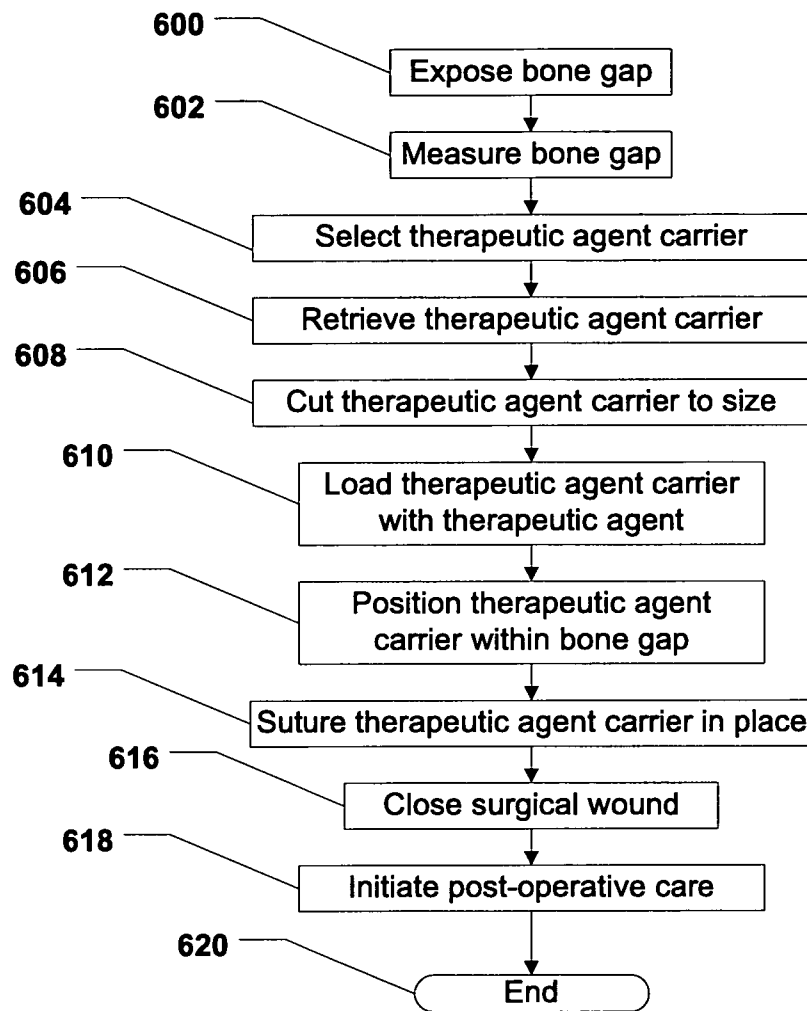 600
Expose bone gap
602
Measure bone gap
604
Select therapeutic agent carrier
606
Retrieve therapeutic agent carrier
608
Cut therapeutic agent carrier to size
610
Load therapeutic agent carrier
with therapeutic agent
612
Position therapeutic agent
carrier within bone gap
614
Suture therapeutic agent carrier in place
616
Close surgical wound
618
Initiate post-operative care
620
End